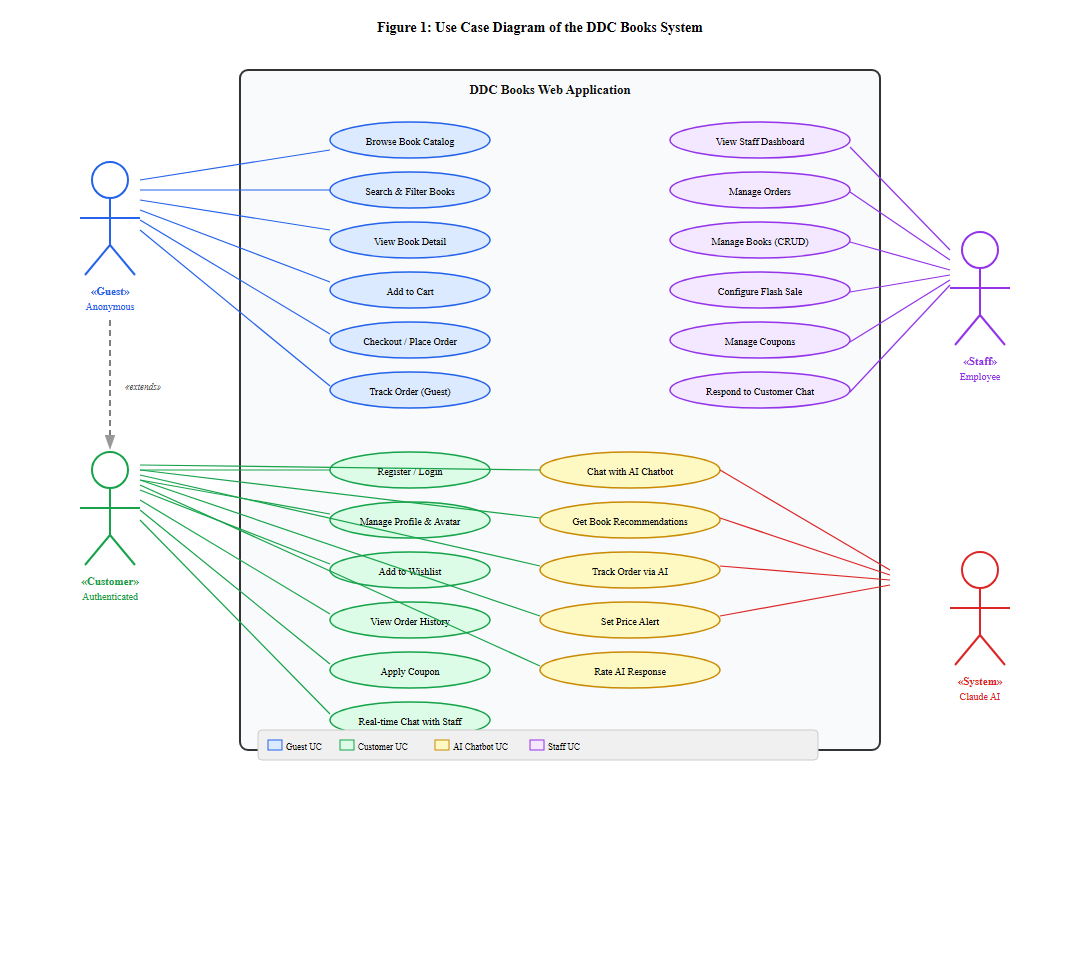 Figure 1: Use Case Diagram of the DDC Books System
DDC Books Web Application
Browse Book Catalog
Search & Filter Books
View Book Detail
Add to Cart
Checkout / Place Order
Track Order (Guest)
View Staff Dashboard
Manage Orders
Manage Books (CRUD)
Configure Flash Sale
Manage Coupons
Respond to Customer Chat
«Guest»
Anonymous
«extends»
«Staff»
Employee
Register / Login
Manage Profile & Avatar
Add to Wishlist
View Order History
Apply Coupon
Real-time Chat with Staff
Chat with AI Chatbot
Get Book Recommendations
Track Order via AI
Set Price Alert
Rate AI Response
«Customer»
Authenticated
«System»
Claude AI
Guest UC
Customer UC
AI Chatbot UC
Staff UC